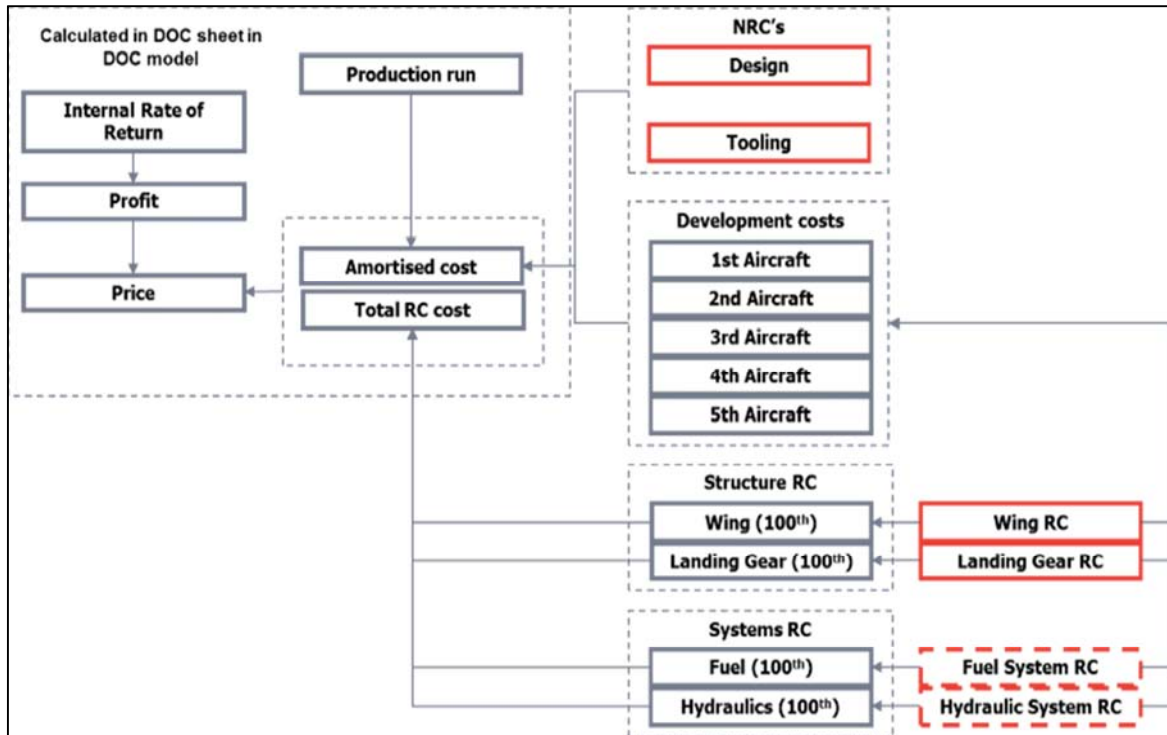 Calculated in DOC sheet in
DOC model
Internal Rate of
Return
Profit
Price
Production run
Amortised cost
Total RC cost
NRC's
Design
Tooling
Development costs
1st Aircraft
2nd Aircraft
3rd Aircraft
4th Aircraft
5th Aircraft
Structure RC
Wing (100th)
Landing Gear (100th)
Wing RC
Landing Gear RC
Systems RC
Fuel (100th)
Hydraulics (100th)
Fuel System RC
Hydraulic System RC